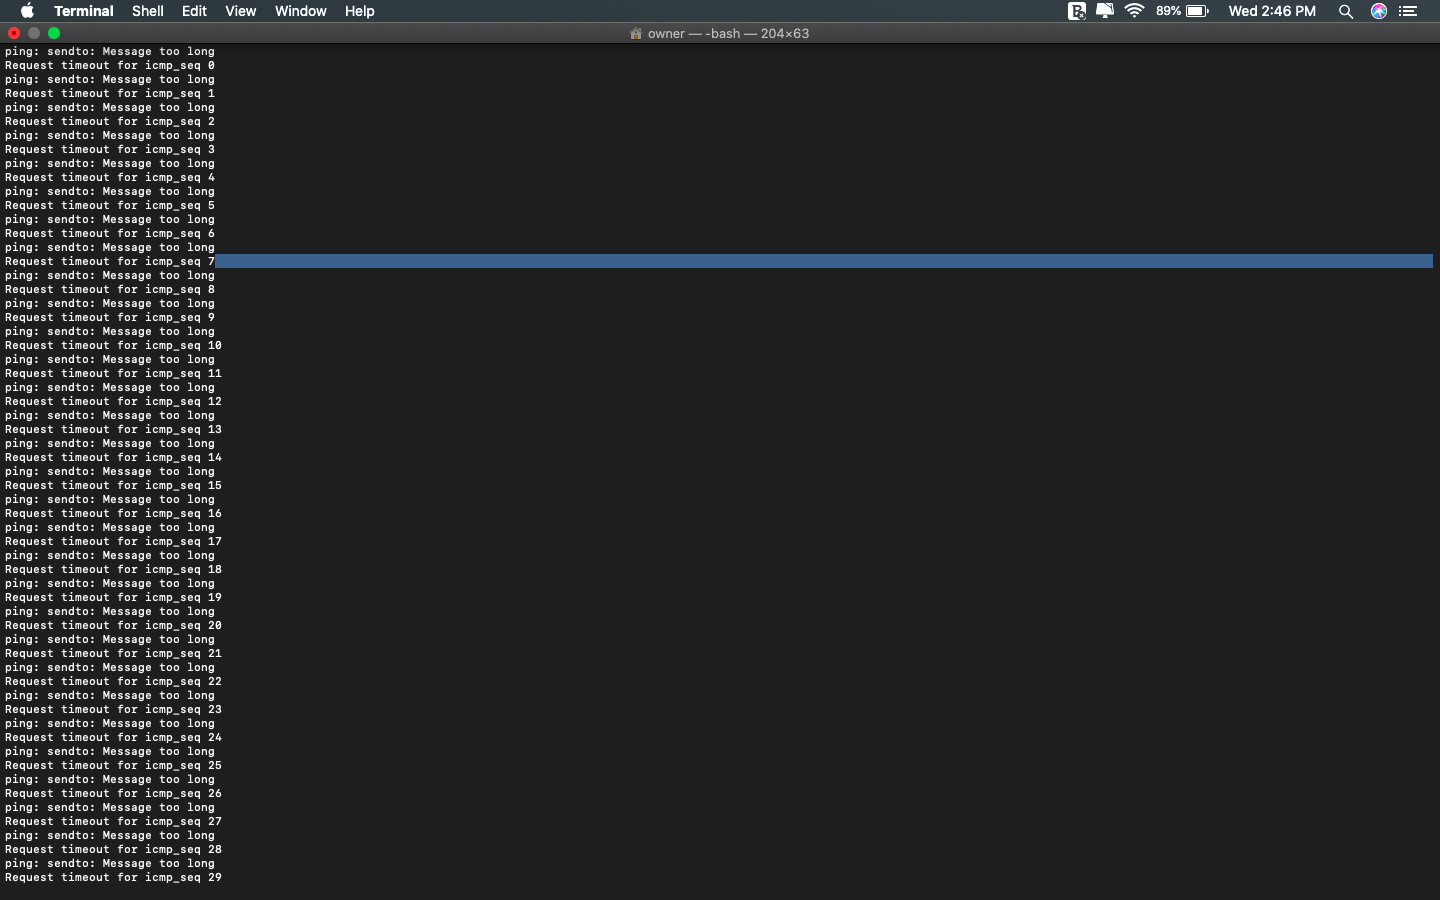 Terminal Shell Edit View Window Help 89% Wed 2:46 PM
owner — -bash — 204×63
ping: sendto: Message too long
Request timeout for icmp_seq 0
ping: sendto: Message too long
Request timeout for icmp_seq 1
ping: sendto: Message too long
Request timeout for icmp_seq 2
ping: sendto: Message too long
Request timeout for icmp_seq 3
ping: sendto: Message too long
Request timeout for icmp_seq 4
ping: sendto: Message too long
Request timeout for icmp_seq 5
ping: sendto: Message too long
Request timeout for icmp_seq 6
ping: sendto: Message too long
Request timeout for icmp_seq 7
ping: sendto: Message too long
Request timeout for icmp_seq 8
ping: sendto: Message too long
Request timeout for icmp_seq 9
ping: sendto: Message too long
Request timeout for icmp_seq 10
ping: sendto: Message too long
Request timeout for icmp_seq 11
ping: sendto: Message too long
Request timeout for icmp_seq 12
ping: sendto: Message too long
Request timeout for icmp_seq 13
ping: sendto: Message too long
Request timeout for icmp_seq 14
ping: sendto: Message too long
Request timeout for icmp_seq 15
ping: sendto: Message too long
Request timeout for icmp_seq 16
ping: sendto: Message too long
Request timeout for icmp_seq 17
ping: sendto: Message too long
Request timeout for icmp_seq 18
ping: sendto: Message too long
Request timeout for icmp_seq 19
ping: sendto: Message too long
Request timeout for icmp_seq 20
ping: sendto: Message too long
Request timeout for icmp_seq 21
ping: sendto: Message too long
Request timeout for icmp_seq 22
ping: sendto: Message too long
Request timeout for icmp_seq 23
ping: sendto: Message too long
Request timeout for icmp_seq 24
ping: sendto: Message too long
Request timeout for icmp_seq 25
ping: sendto: Message too long
Request timeout for icmp_seq 26
ping: sendto: Message too long
Request timeout for icmp_seq 27
ping: sendto: Message too long
Request timeout for icmp_seq 28
ping: sendto: Message too long
Request timeout for icmp_seq 29